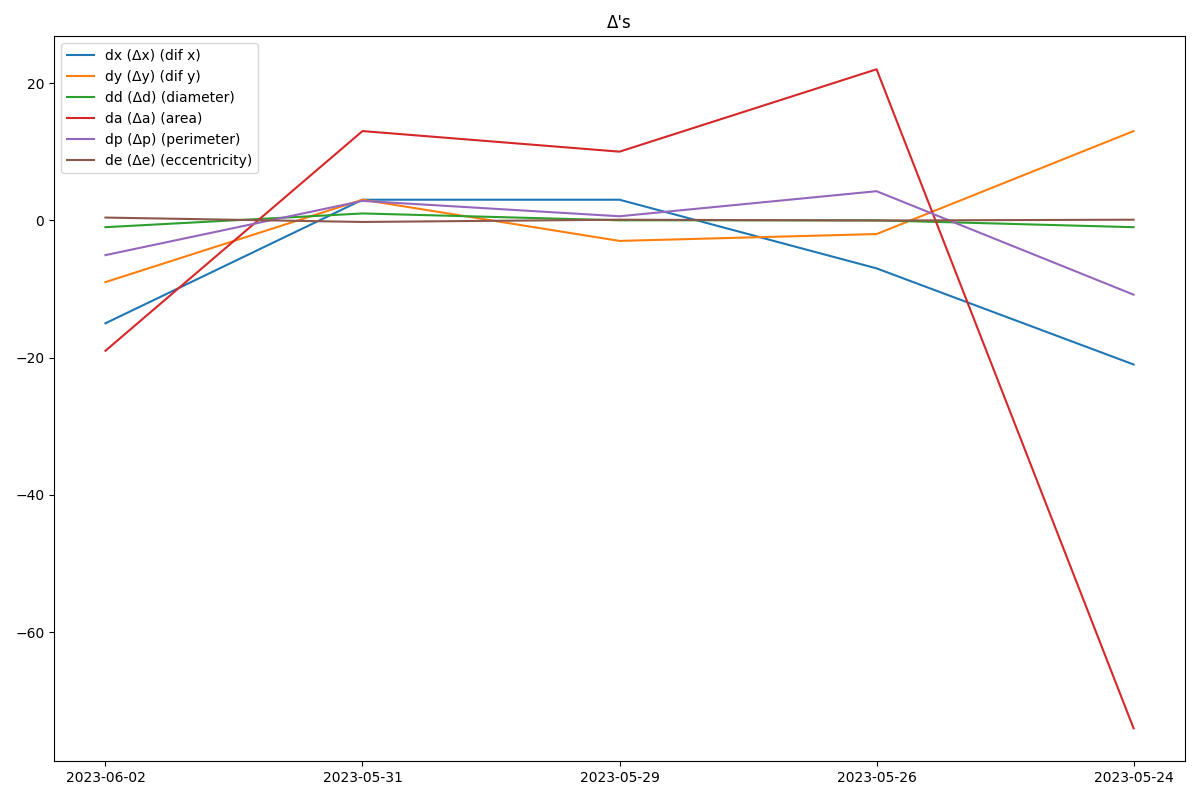 Δ's
dx (Δx) (dif x)
dy (Δy) (dif y)
dd (Δd) (diameter)
da (Δa) (area)
dp (Δp) (perimeter)
de (Δe) (eccentricity)
20
0
−20
−40
−60
2023-06-02 2023-05-31 2023-05-29 2023-05-26 2023-05-24